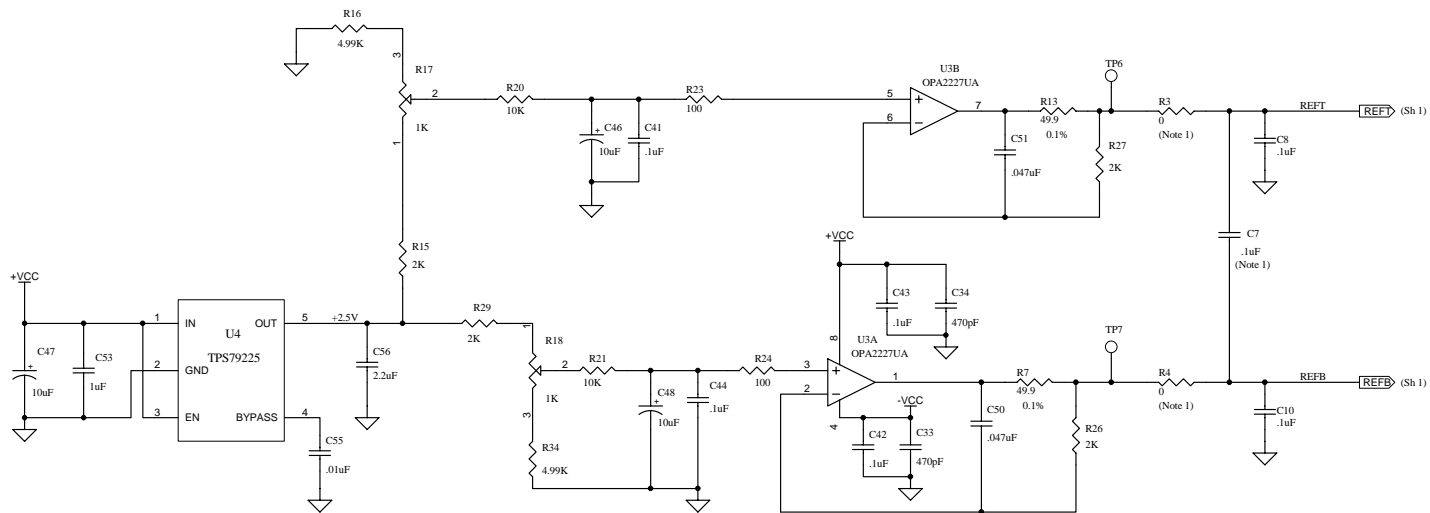 R16
4.99K
3
R17
2
1K
1
R20
10K
C46
+
10uF
C41
.1uF
R23
100
U3B
OPA2227UA
5
+
6
−
7
C51
.047uF
R13
49.9
0.1%
R27
2K
TP6
R3
0
(Note 1)
REFT
REFT (Sh 1)
C8
.1uF
C7
.1uF
(Note 1)
R15
2K
+VCC
C47
+
10uF
C53
1uF
1
IN
OUT
5
U4
TPS79225
2
GND
3
EN
BYPASS
4
C55
.01uF
+2.5V
C56
2.2uF
R29
2K
1
R18
2
1K
3
R34
4.99K
R21
10K
C48
+
10uF
C44
.1uF
R24
100
+VCC
C43
.1uF
C34
470pF
8
U3A
OPA2227UA
3
+
2
−
1
4
-VCC
C42
.1uF
C33
470pF
C50
.047uF
R7
49.9
0.1%
R26
2K
TP7
R4
0
(Note 1)
REFB
REFB (Sh 1)
C10
.1uF